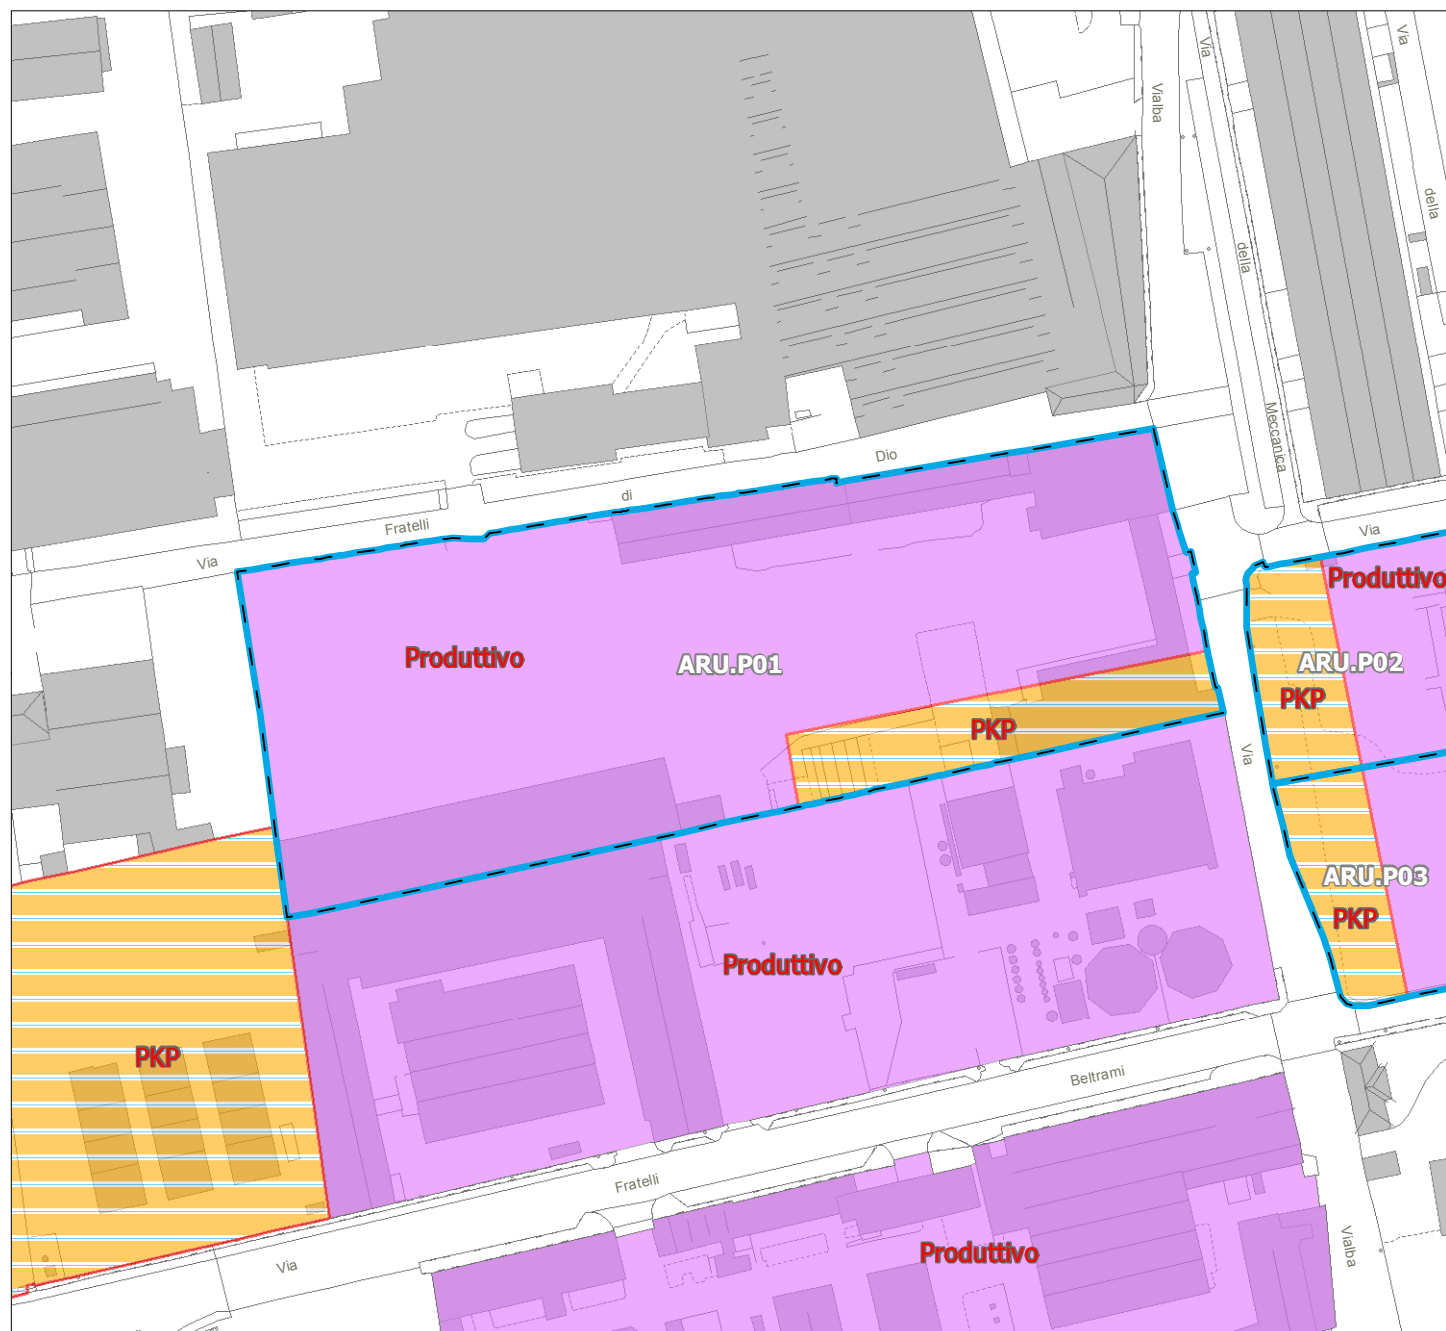 Via
Via
Vialba
della
della
Meccanica
Dio
di
Fratelli
Via
Via
Produttivo
Produttivo
ARU.P01
ARU.P02
PKP
PKP
Via
ARU.P03
PKP
Produttivo
PKP
Beltrami
Fratelli
Via
Produttivo
Vialba